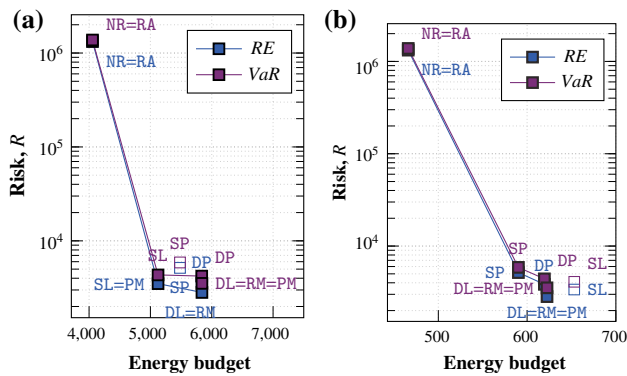 (a)
NR=RA
NR=RA
RE
VaR
10^6
10^5
10^4
Risk, R
SP
SL
DP
DP
SL=PM
SP
DL=RM=PM
DL=RM
4,000 5,000 6,000 7,000
Energy budget
(b)
NR=RA
NR=RA
RE
VaR
10^6
10^5
10^4
Risk, R
SP
SP
DP
DP
SL
SL
DL=RM=PM
DL=RM=PM
500 600 700
Energy budget